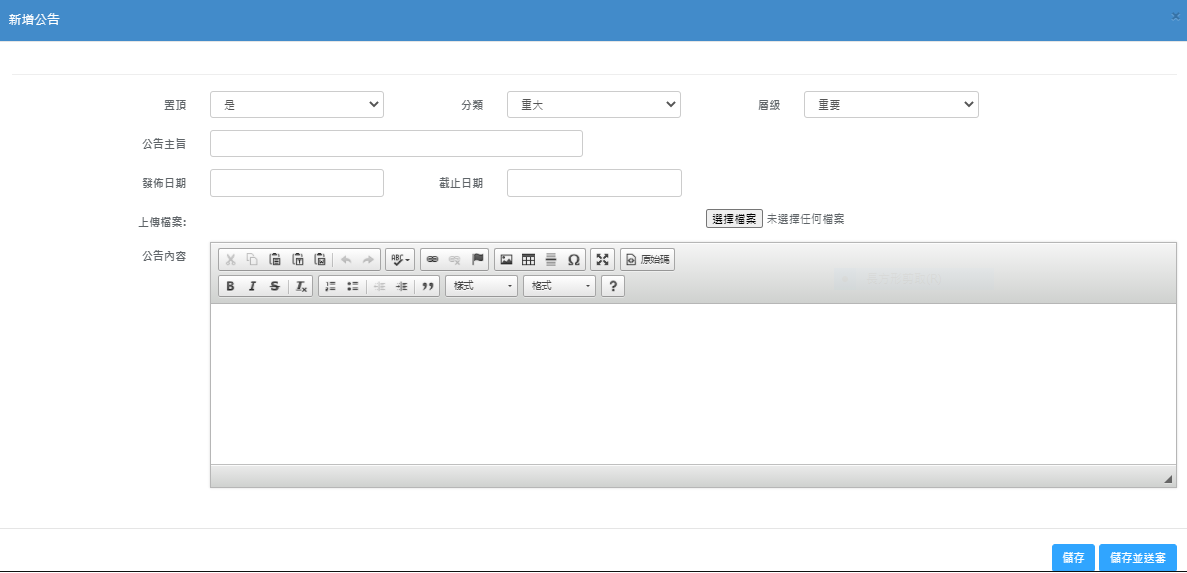 新增公告 ×
置頂 是 分類 重大 層級 重要
公告主旨
發佈日期 截止日期
上傳檔案: 選擇檔案 未選擇任何檔案
公告內容
ABC Ω 原始碼
B I S Tx 樣式 格式 ?
儲存 儲存並送審